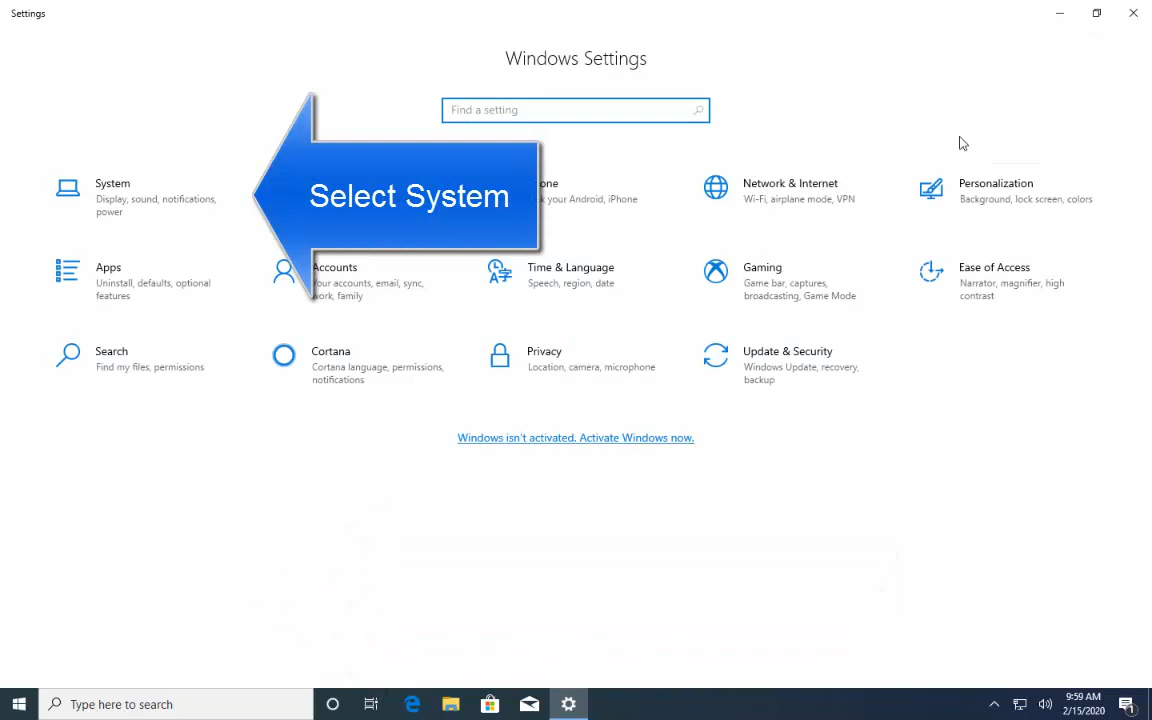 Settings
Windows Settings
Find a setting
System
Display, sound, notifications,
power
Select System
one
k your Android, iPhone
Network & Internet
Wi-Fi, airplane mode, VPN
Personalization
Background, lock screen, colors
Apps
Uninstall, defaults, optional
features
Accounts
Your accounts, email, sync,
work, family
Time & Language
Speech, region, date
Gaming
Game bar, captures,
broadcasting, Game Mode
Ease of Access
Narrator, magnifier, high
contrast
Search
Find my files, permissions
Cortana
Cortana language, permissions,
notifications
Privacy
Location, camera, microphone
Update & Security
Windows Update, recovery,
backup
Windows isn't activated. Activate Windows now.
Type here to search
9:59 AM
2/15/2020
1